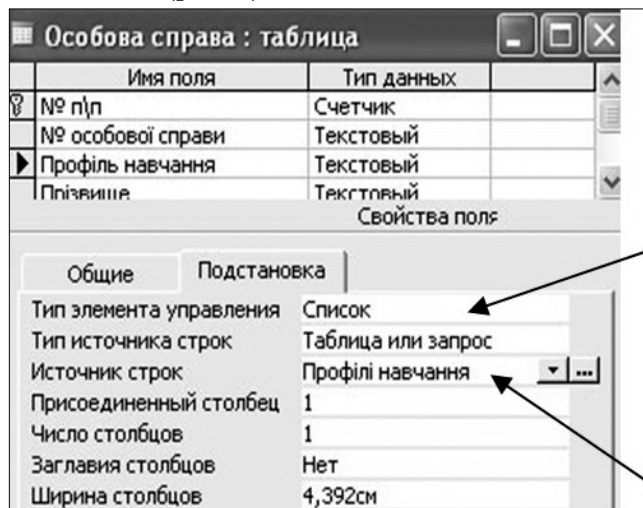 Особова справа : таблица
Имя поля Тип данных
№ п\п Счетчик
№ особової справи Текстовый
Профіль навчання Текстовый
Прізвище Текстовый
Свойства поля
Общие Подстановка
Тип элемента управления Список
Тип источника строк Таблица или запрос
Источник строк Профілі навчання ...
Присоединенный столбец 1
Число столбцов 1
Заглавия столбцов Нет
Ширина столбцов 4,392см